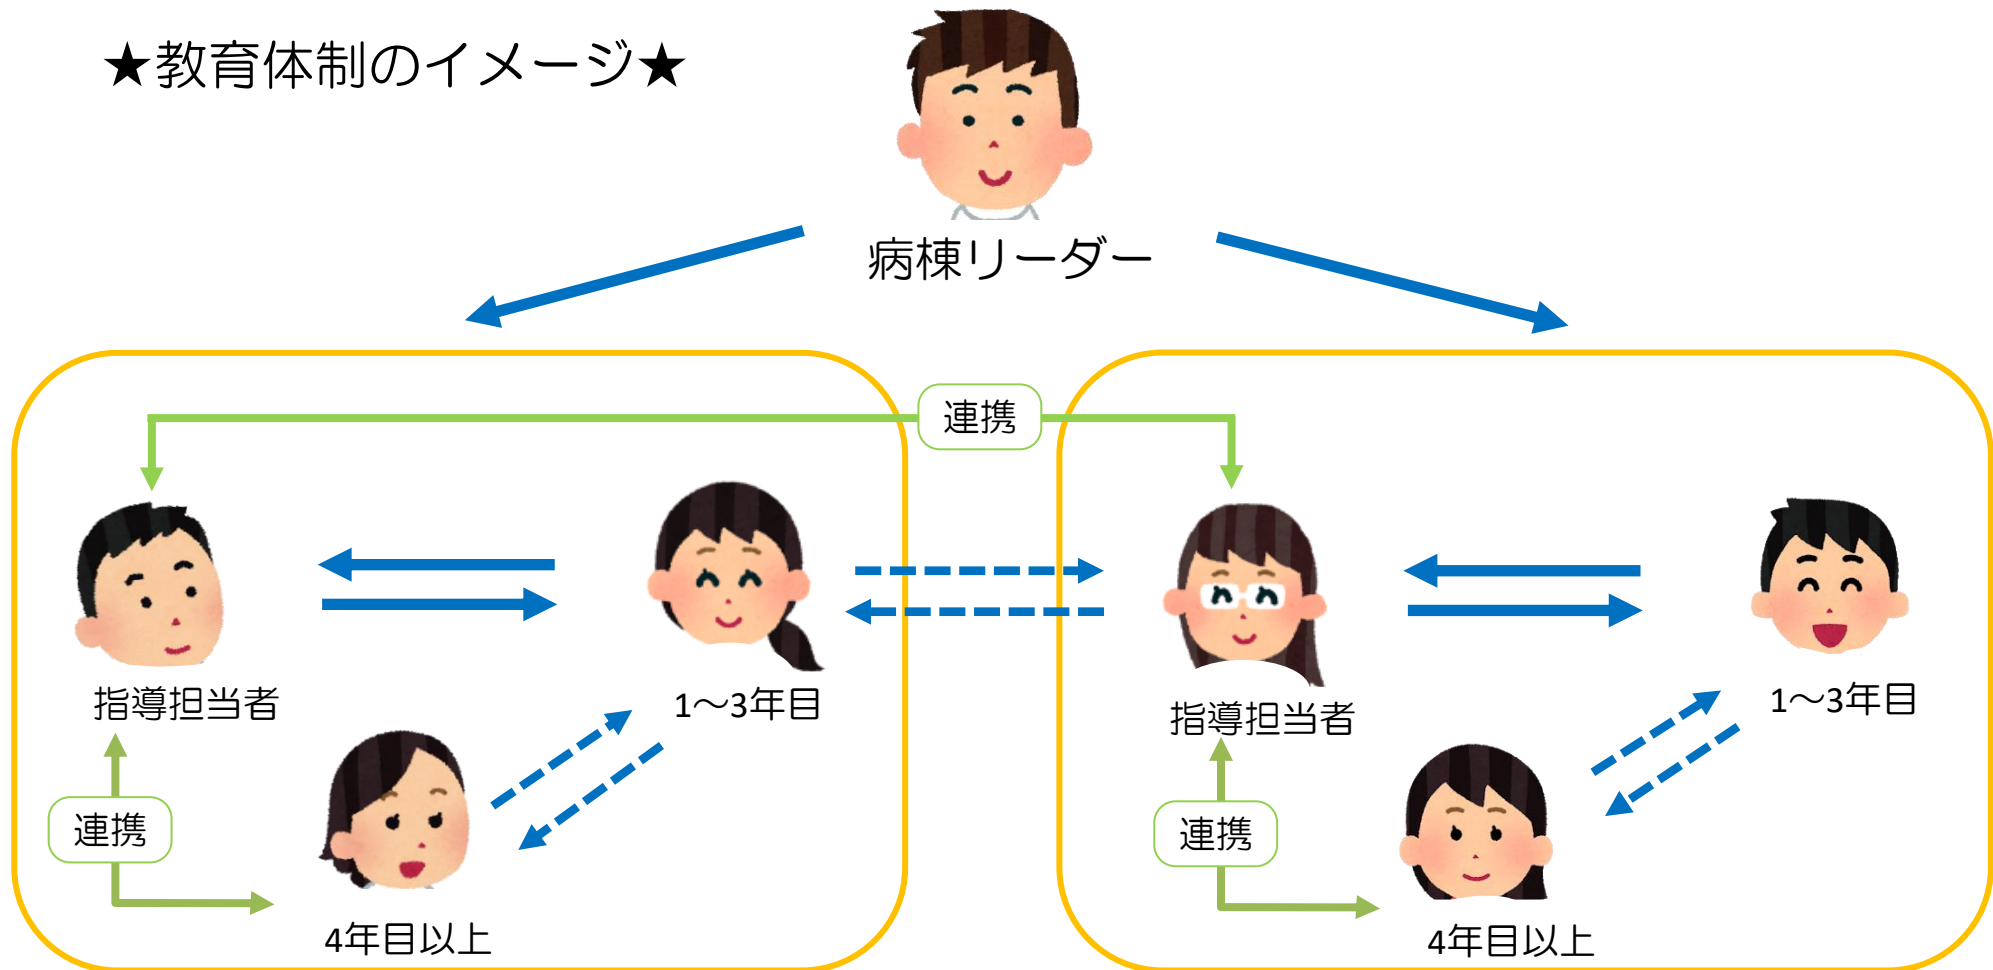 ★教育体制のイメージ★
病棟リーダー
連携
指導担当者
1～3年目
指導担当者
1～3年目
連携
連携
4年目以上
4年目以上